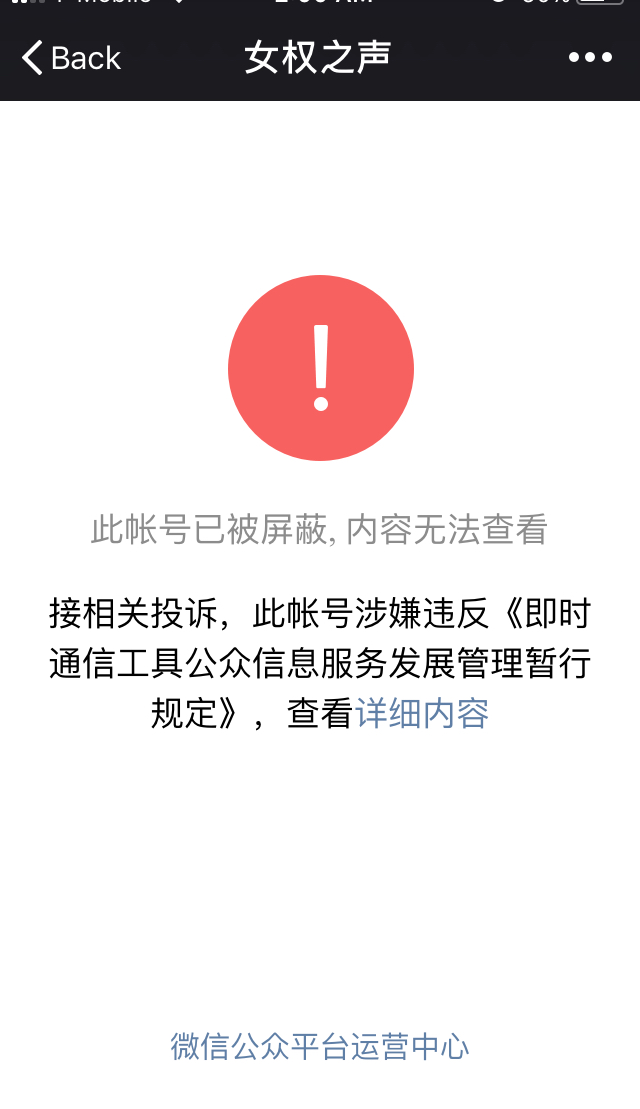 Back
女权之声
此帐号已被屏蔽, 内容无法查看
接相关投诉，此帐号涉嫌违反《即时
通信工具公众信息服务发展管理暂行
规定》，查看详细内容
微信公众平台运营中心